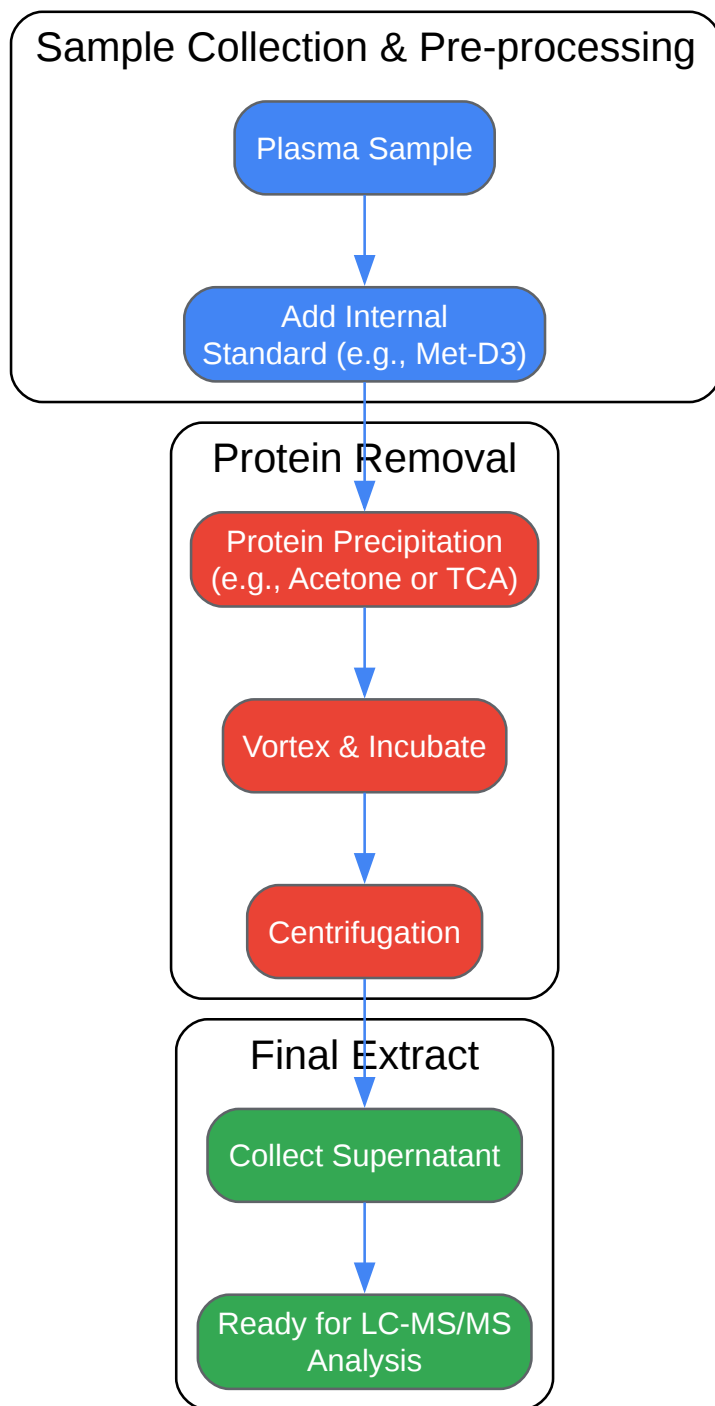 Sample Collection & Pre-processing
Plasma Sample
Add Internal
Standard (e.g., Met-D3)
Protein Removal
Protein Precipitation
(e.g., Acetone or TCA)
Vortex & Incubate
Centrifugation
Final Extract
Collect Supernatant
Ready for LC-MS/MS
Analysis